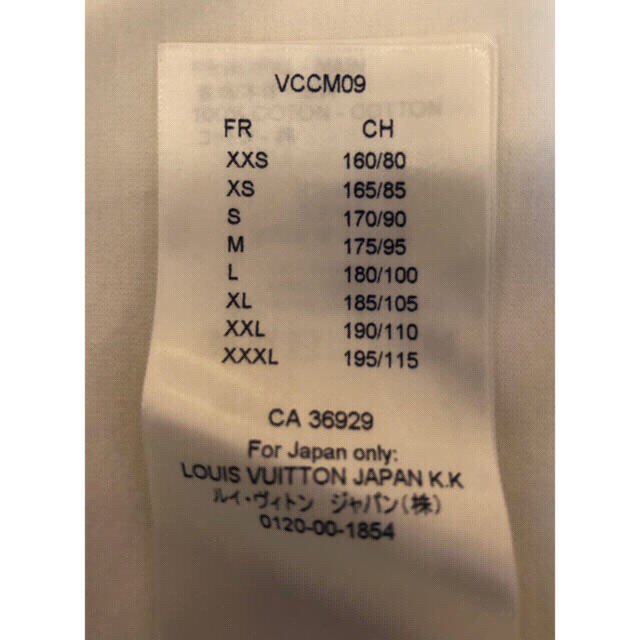 VCCM09
FR CH
XXS 160/80
XS 165/85
S 170/90
M 175/95
L 180/100
XL 185/105
XXL 190/110
XXXL 195/115
CA 36929
For Japan only:
LOUIS VUITTON JAPAN K.K
ルイ・ヴィトン ジャパン(株)
0120-00-1854